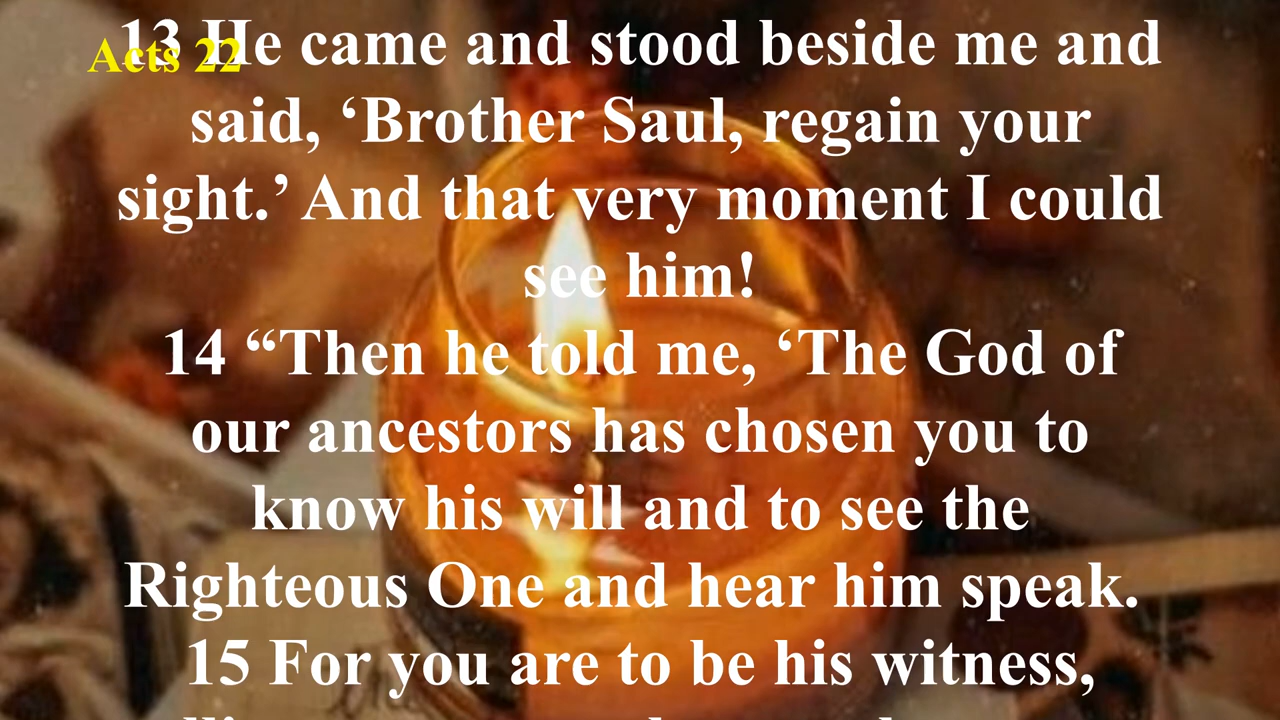 Acts 22
13 He came and stood beside me and
said, ‘Brother Saul, regain your
sight.’ And that very moment I could
see him!
14 “Then he told me, ‘The God of
our ancestors has chosen you to
know his will and to see the
Righteous One and hear him speak.
15 For you are to be his witness,